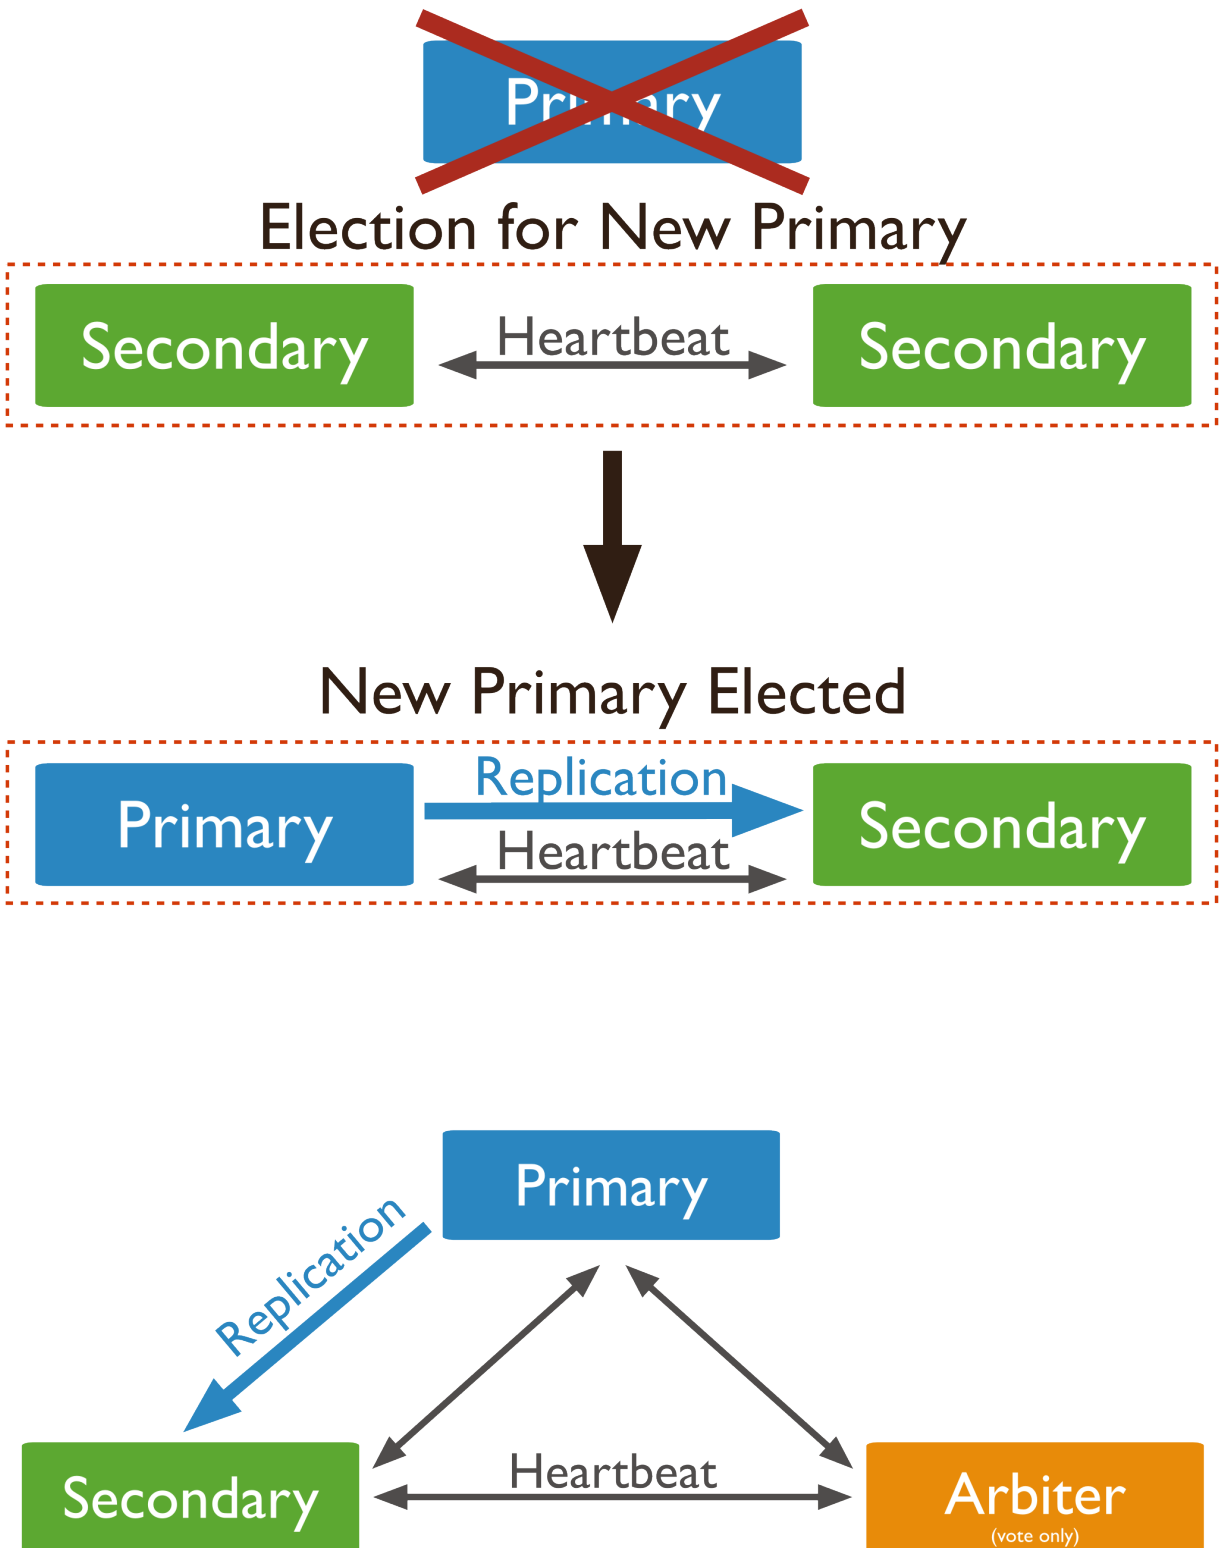 Primary
Election for New Primary
Secondary
Heartbeat
Secondary
New Primary Elected
Primary
Replication
Heartbeat
Secondary
Primary
Replication
Secondary
Heartbeat
Arbiter
(vote only)